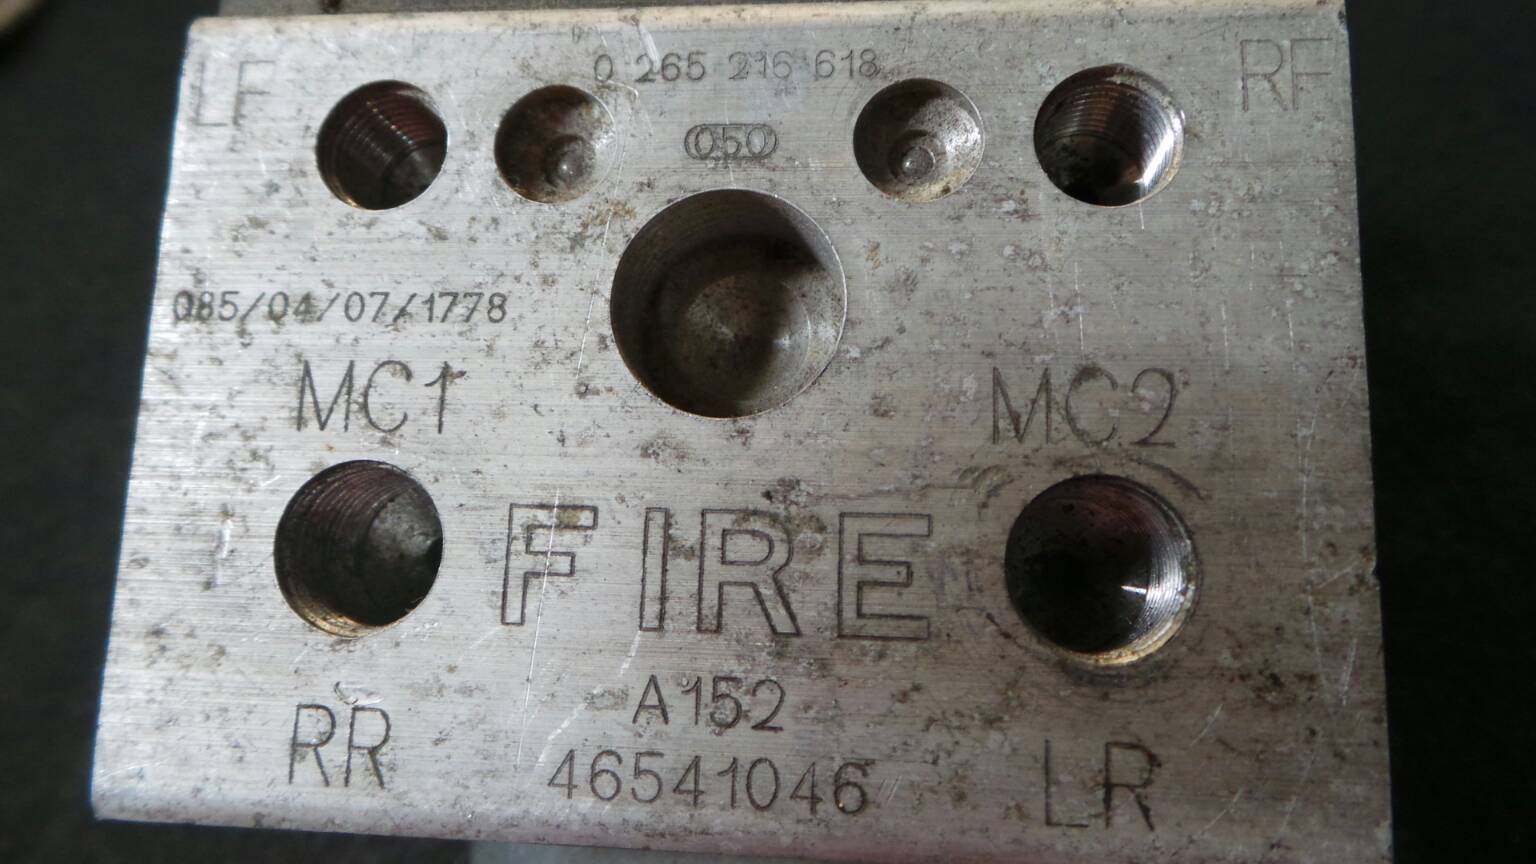 LF
0 265 216 618
RF
050
085/04/07/1778
MC1
MC2
FIRE
A152
RR
46541046
LR